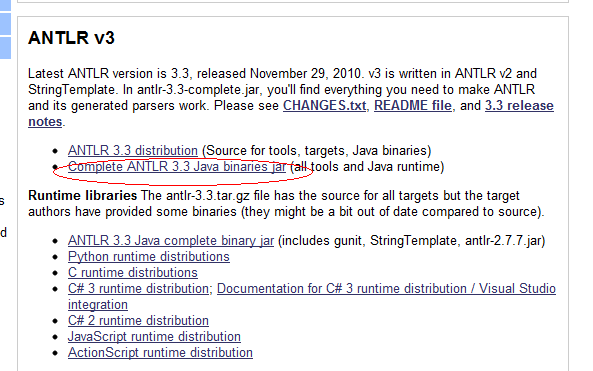 ANTLR v3
Latest ANTLR version is 3.3, released November 29, 2010. v3 is written in ANTLR v2 and
StringTemplate. In antlr-3.3-complete.jar, you'll find everything you need to make ANTLR
and its generated parsers work. Please see CHANGES.txt, README file, and 3.3 release
notes.
• ANTLR 3.3 distribution (Source for tools, targets, Java binaries)
• Complete ANTLR 3.3 Java binaries jar (all tools and Java runtime)
Runtime libraries The antlr-3.3.tar.gz file has the source for all targets but the target
authors have provided some binaries (they might be a bit out of date compared to source).
• ANTLR 3.3 Java complete binary jar (includes gunit, StringTemplate, antlr-2.7.7.jar)
• Python runtime distributions
• C runtime distributions
• C# 3 runtime distribution; Documentation for C# 3 runtime distribution / Visual Studio
integration
• C# 2 runtime distribution
• JavaScript runtime distribution
• ActionScript runtime distribution
s
d